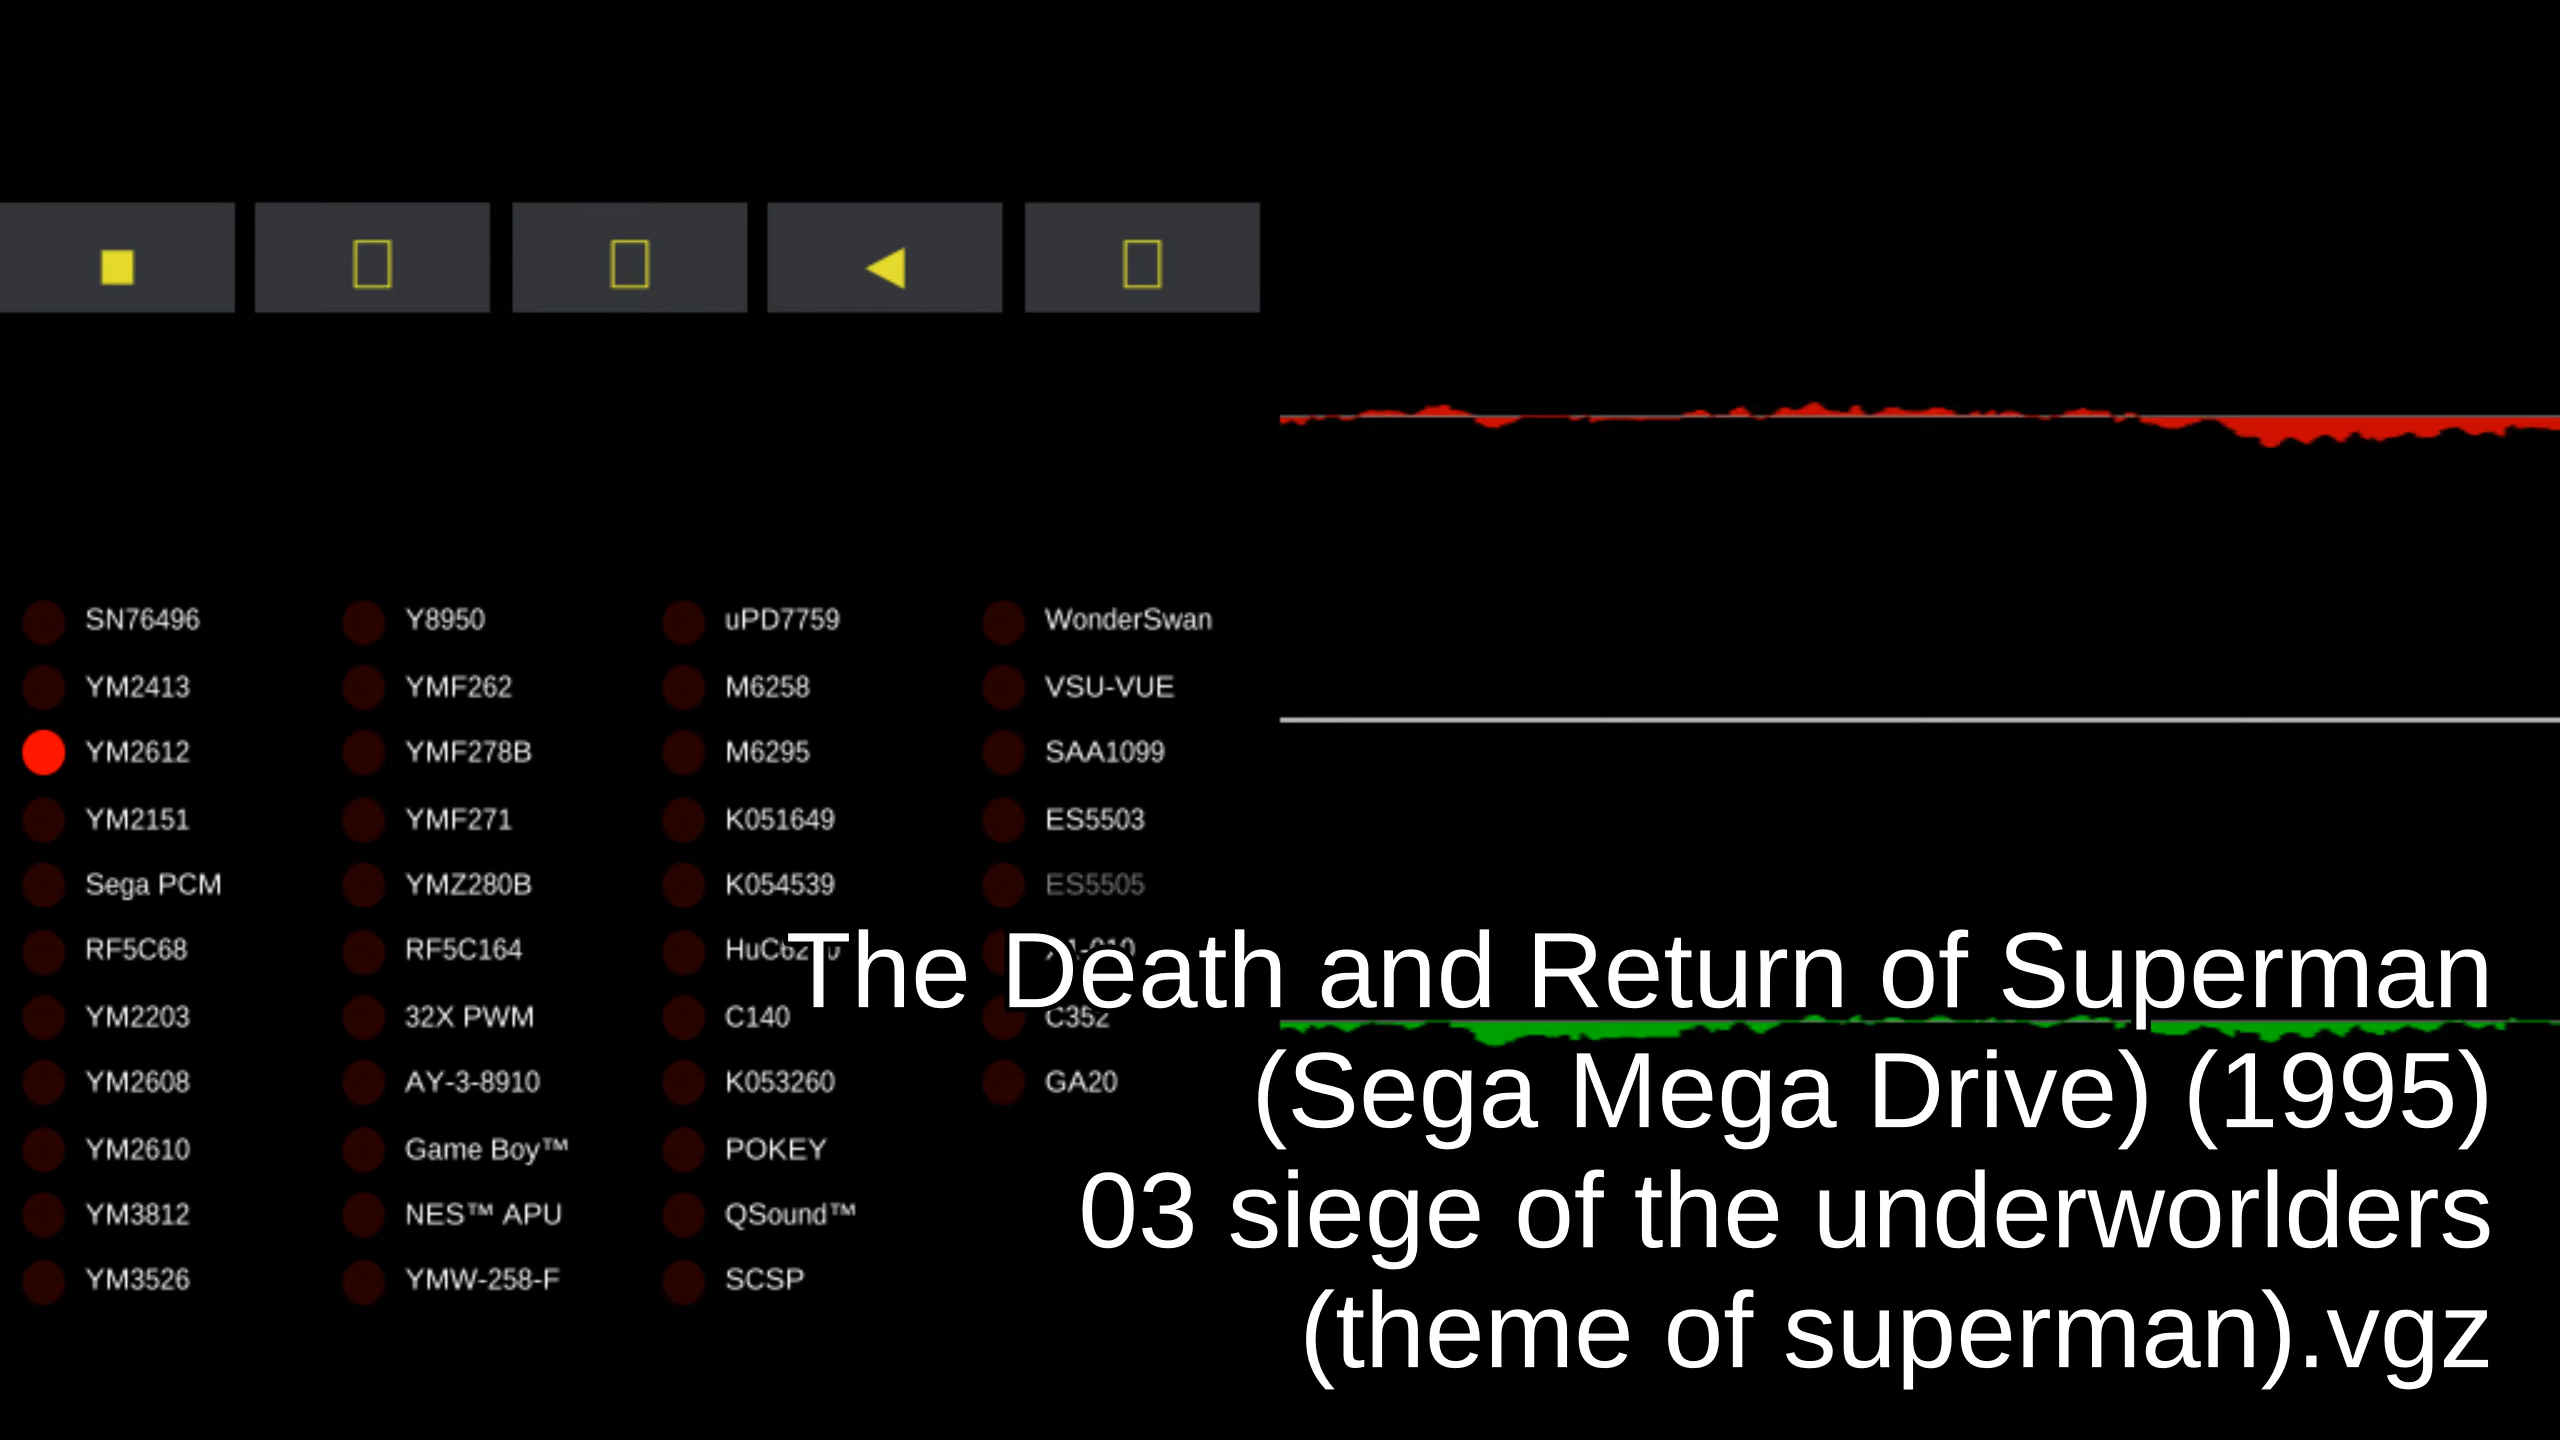 SN76496
YM2413
YM2612
YM2151
Sega PCM
RF5C68
YM2203
YM2608
YM2610
YM3812
YM3526
Y8950
YMF262
YMF278B
YMF271
YMZ280B
RF5C164
32X PWM
AY-3-8910
Game Boy™
NES™ APU
YMW-258-F
uPD7759
M6258
M6295
K051649
K054539
C140
K053260
POKEY
QSound™
SCSP
WonderSwan
VSU-VUE
SAA1099
ES5503
ES5505
C352
GA20
The Death and Return of Superman
(Sega Mega Drive) (1995)
03 siege of the underworlders
(theme of superman).vgz